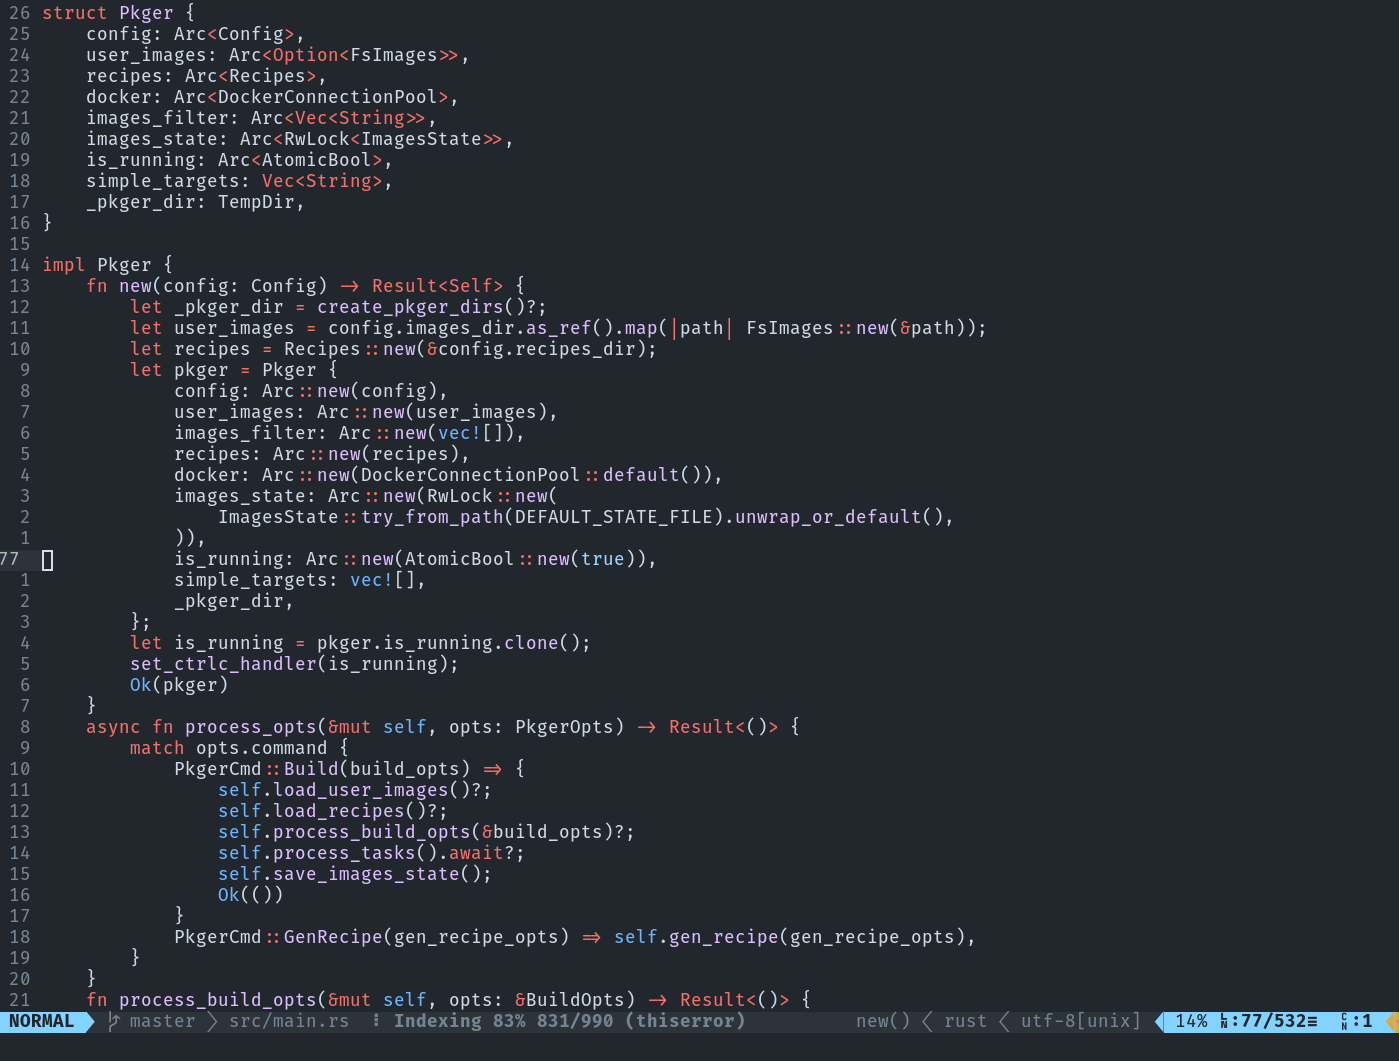 26 struct Pkger {
25     config: Arc<Config>,
24     user_images: Arc<Option<FsImages>>,
23     recipes: Arc<Recipes>,
22     docker: Arc<DockerConnectionPool>,
21     images_filter: Arc<Vec<String>>,
20     images_state: Arc<RwLock<ImagesState>>,
19     is_running: Arc<AtomicBool>,
18     simple_targets: Vec<String>,
17     _pkger_dir: TempDir,
16 }
15
14 impl Pkger {
13     fn new(config: Config) -> Result<Self> {
12         let _pkger_dir = create_pkger_dirs()?;
11         let user_images = config.images_dir.as_ref().map(|path| FsImages::new(&path));
10         let recipes = Recipes::new(&config.recipes_dir);
9         let pkger = Pkger {
8             config: Arc::new(config),
7             user_images: Arc::new(user_images),
6             images_filter: Arc::new(vec![]),
5             recipes: Arc::new(recipes),
4             docker: Arc::new(DockerConnectionPool::default()),
3             images_state: Arc::new(RwLock::new(
2                 ImagesState::try_from_path(DEFAULT_STATE_FILE).unwrap_or_default(),
1             )),
77             is_running: Arc::new(AtomicBool::new(true)),
1             simple_targets: vec![],
2             _pkger_dir,
3         };
4         let is_running = pkger.is_running.clone();
5         set_ctrlc_handler(is_running);
6         Ok(pkger)
7     }
8     async fn process_opts(&mut self, opts: PkgerOpts) -> Result<()> {
9         match opts.command {
10             PkgerCmd::Build(build_opts) => {
11                 self.load_user_images()?;
12                 self.load_recipes()?;
13                 self.process_build_opts(&build_opts)?;
14                 self.process_tasks().await?;
15                 self.save_images_state();
16                 Ok(())
17             }
18             PkgerCmd::GenRecipe(gen_recipe_opts) => self.gen_recipe(gen_recipe_opts),
19         }
20     }
21     fn process_build_opts(&mut self, opts: &BuildOpts) -> Result<()> {
NORMAL master src/main.rs ⋮ Indexing 83% 831/990 (thiserror) new() rust utf-8[unix] 14% LN:77/532≡ CN:1